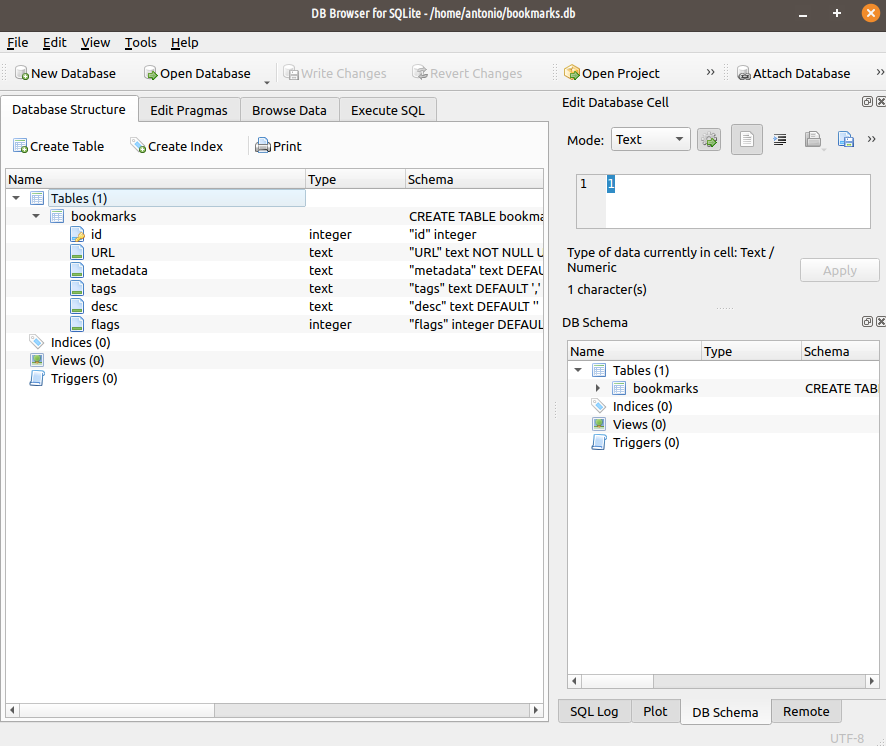 DB Browser for SQLite - /home/antonio/bookmarks.db
File Edit View Tools Help
New Database Open Database Write Changes Revert Changes Open Project » Attach Database »
Database Structure Edit Pragmas Browse Data Execute SQL
Create Table Create Index Print
Name Type Schema
Tables (1)
bookmarks CREATE TABLE bookma
id integer "id" integer
URL text "URL" text NOT NULL U
metadata text "metadata" text DEFAU
tags text "tags" text DEFAULT ','
desc text "desc" text DEFAULT ''
flags integer "flags" integer DEFAUL
Indices (0)
Views (0)
Triggers (0)
Edit Database Cell
Mode: Text »
1 1
Type of data currently in cell: Text /
Numeric
1 character(s)
Apply
DB Schema
Name Type Schema
Tables (1)
bookmarks CREATE TAB
Indices (0)
Views (0)
Triggers (0)
SQL Log Plot DB Schema Remote
UTF-8